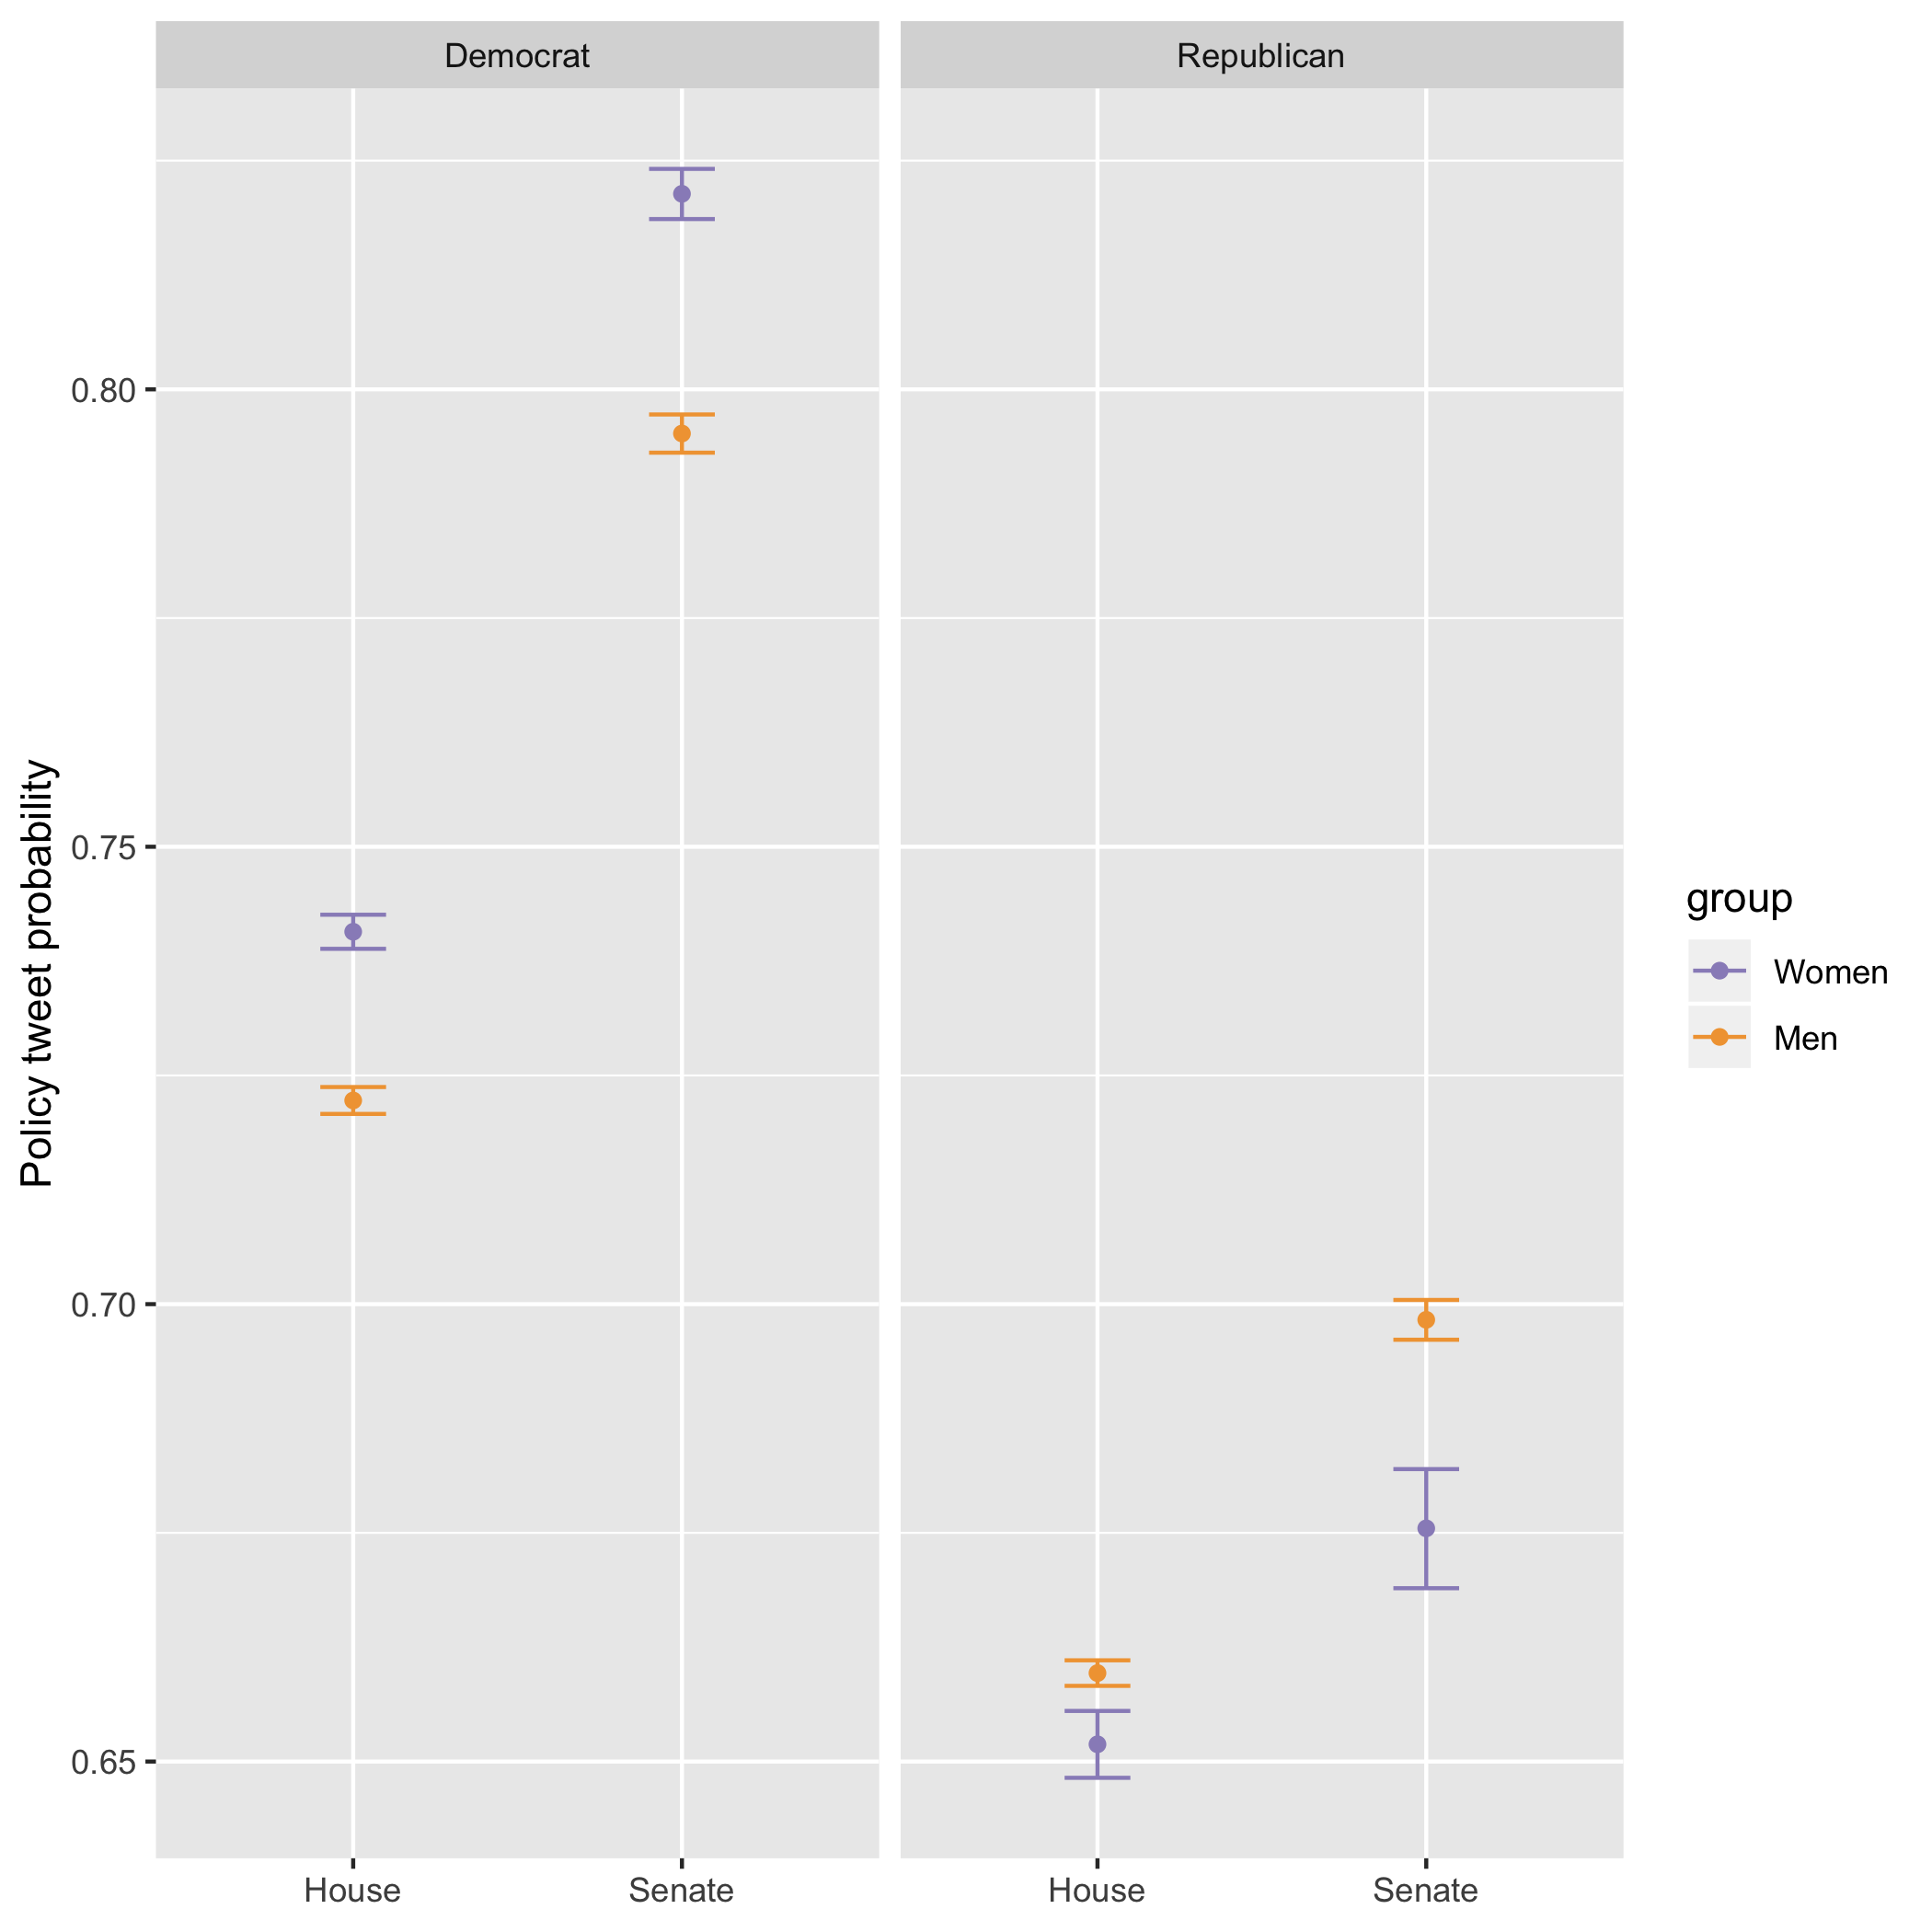 Democrat
Republican
Policy tweet probability
0.80
0.75
0.70
0.65
House
Senate
House
Senate
group
Women
Men